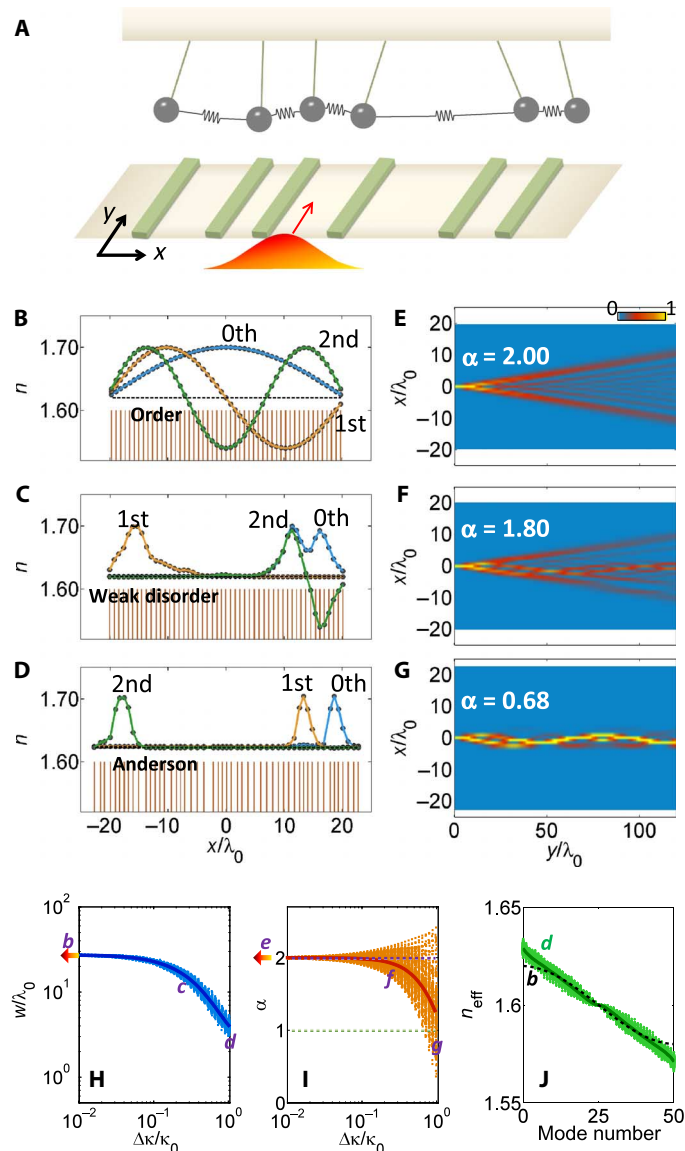 A
y
x
B
1.70
1.60
n
0th
2nd
1st
Order
C
1.70
1.60
n
1st
2nd
0th
Weak disorder
D
1.70
1.60
n
2nd
1st
0th
Anderson
−20
−10
0
10
20
x/λ0
E
0
1
20
10
0
−10
−20
x/λ0
α = 2.00
F
20
10
0
−10
−20
x/λ0
α = 1.80
G
20
10
0
−10
−20
x/λ0
α = 0.68
0
50
100
y/λ0
10²
10¹
10⁰
w/λ0
b
c
d
H
10⁻²
10⁻¹
10⁰
Δκ/κ0
3
2
1
0
α
e
f
g
I
10⁻²
10⁻¹
10⁰
Δκ/κ0
1.65
1.6
1.55
neff
d
b
J
0
25
50
Mode number